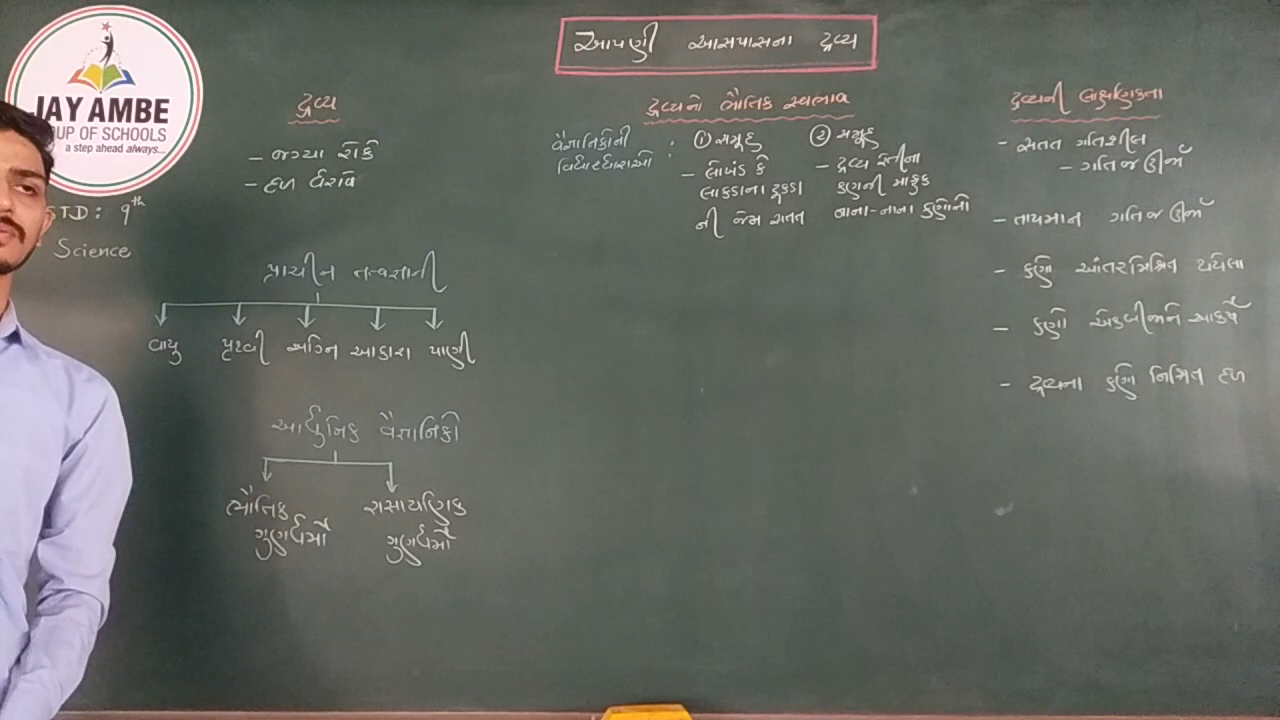 આપણી આસપાસના દ્રવ્ય
JAY AMBE
GROUP OF SCHOOLS
a step ahead always...
STD: 9th
Science
દ્રવ્ય
- જગ્યા રોકે
- દળ ધરાવે
પ્રાચીન તત્વજ્ઞાની
વાયુ પૃથ્વી અગ્નિ આકાશ પાણી
આધુનિક વૈજ્ઞાનિકો
ભૌતિક ગુણધર્મો
રાસાયણિક ગુણધર્મો
દ્રવ્યનો ભૌતિક સ્વભાવ
વૈજ્ઞાનિકોની
વિચારધારાઓ :
① સમૂહ
- લોખંડ કે
લાકડાના ટૂકડા
ની જેમ સતત
② સમૂહ
- દ્રવ્ય રેતીના
કણની માફક
નાના-નાના કણોનો
દ્રવ્યની લાક્ષણિકતા
- સતત ગતિશીલ
- ગતિજ ઊર્જા
- તાપમાન ગતિજ ઊર્જા
- કણો આંતરમિશ્રિત થયેલા
- કણો એકબીજાને આકર્ષે
- દ્રવ્યના કણો નિશ્ચિત દળ